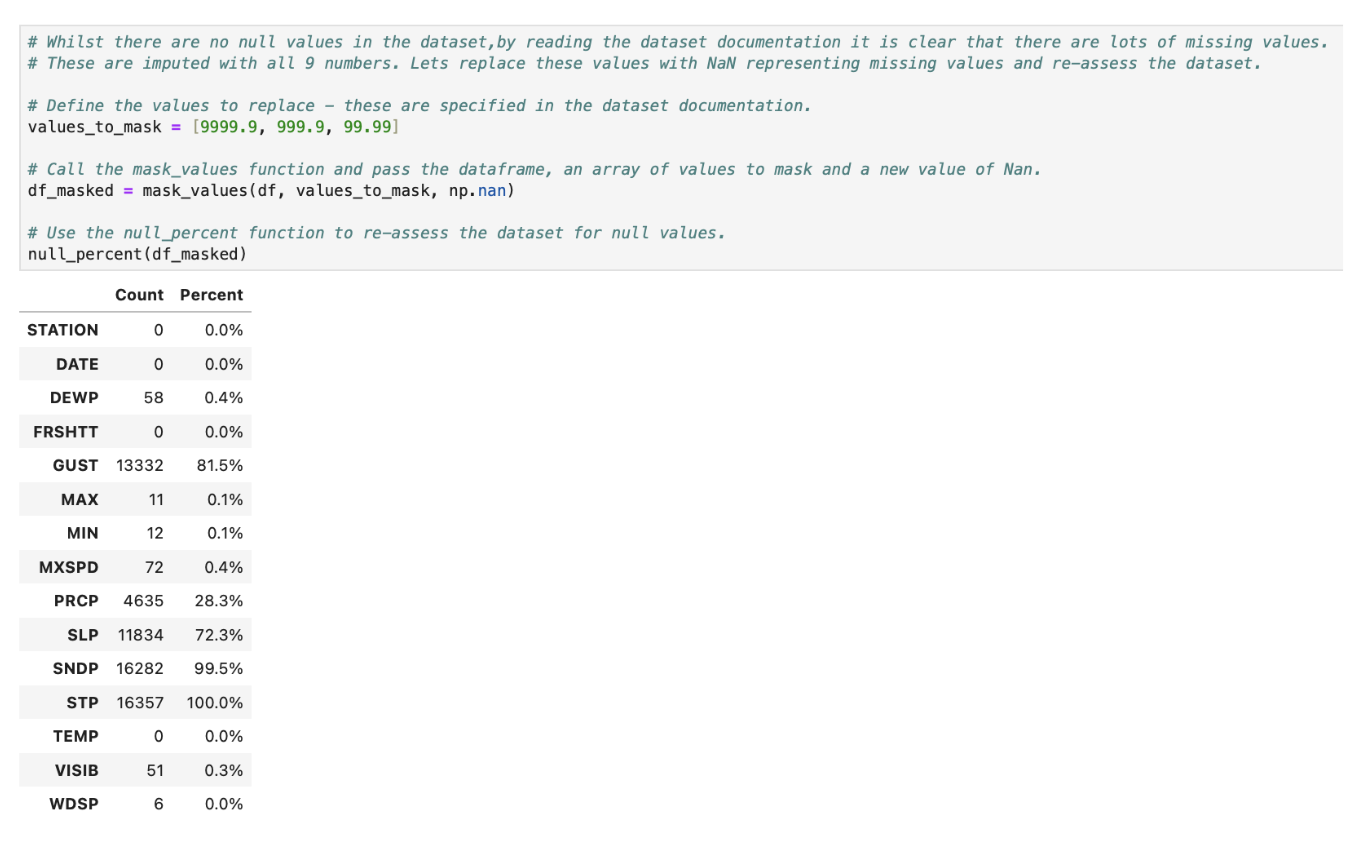 # Whilst there are no null values in the dataset,by reading the dataset documentation it is clear that there are lots of missing values.
# These are imputed with all 9 numbers. Lets replace these values with NaN representing missing values and re-assess the dataset.
# Define the values to replace - these are specified in the dataset documentation.
values_to_mask = [9999.9, 999.9, 99.99]
# Call the mask_values function and pass the dataframe, an array of values to mask and a new value of Nan.
df_masked = mask_values(df, values_to_mask, np.nan)
# Use the null_percent function to re-assess the dataset for null values.
null_percent(df_masked)
Count Percent
STATION 0 0.0%
DATE 0 0.0%
DEWP 58 0.4%
FRSHTT 0 0.0%
GUST 13332 81.5%
MAX 11 0.1%
MIN 12 0.1%
MXSPD 72 0.4%
PRCP 4635 28.3%
SLP 11834 72.3%
SNDP 16282 99.5%
STP 16357 100.0%
TEMP 0 0.0%
VISIB 51 0.3%
WDSP 6 0.0%